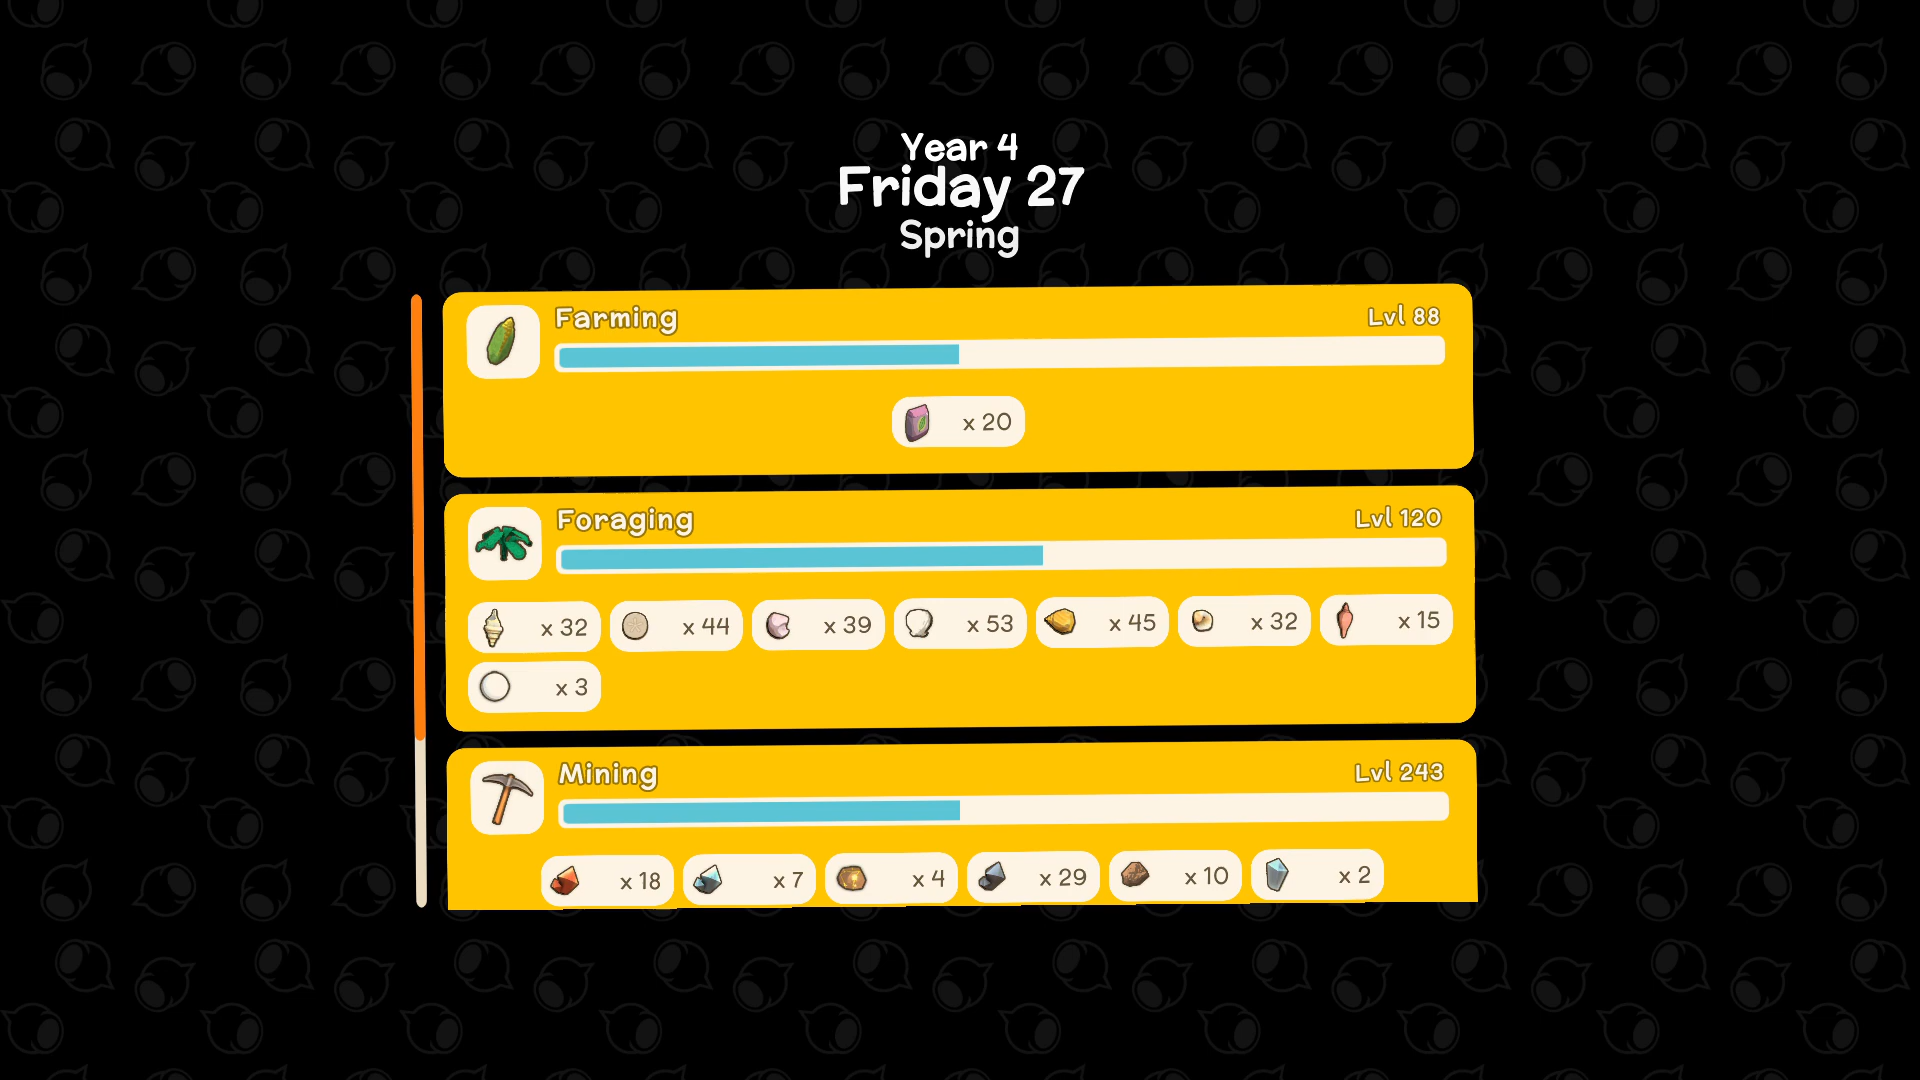 Year 4
Friday 27
Spring
Farming
Lvl 88
x 20
Foraging
Lvl 120
x 32
x 44
x 39
x 53
x 45
x 32
x 15
x 3
Mining
Lvl 243
x 18
x 7
x 4
x 29
x 10
x 2